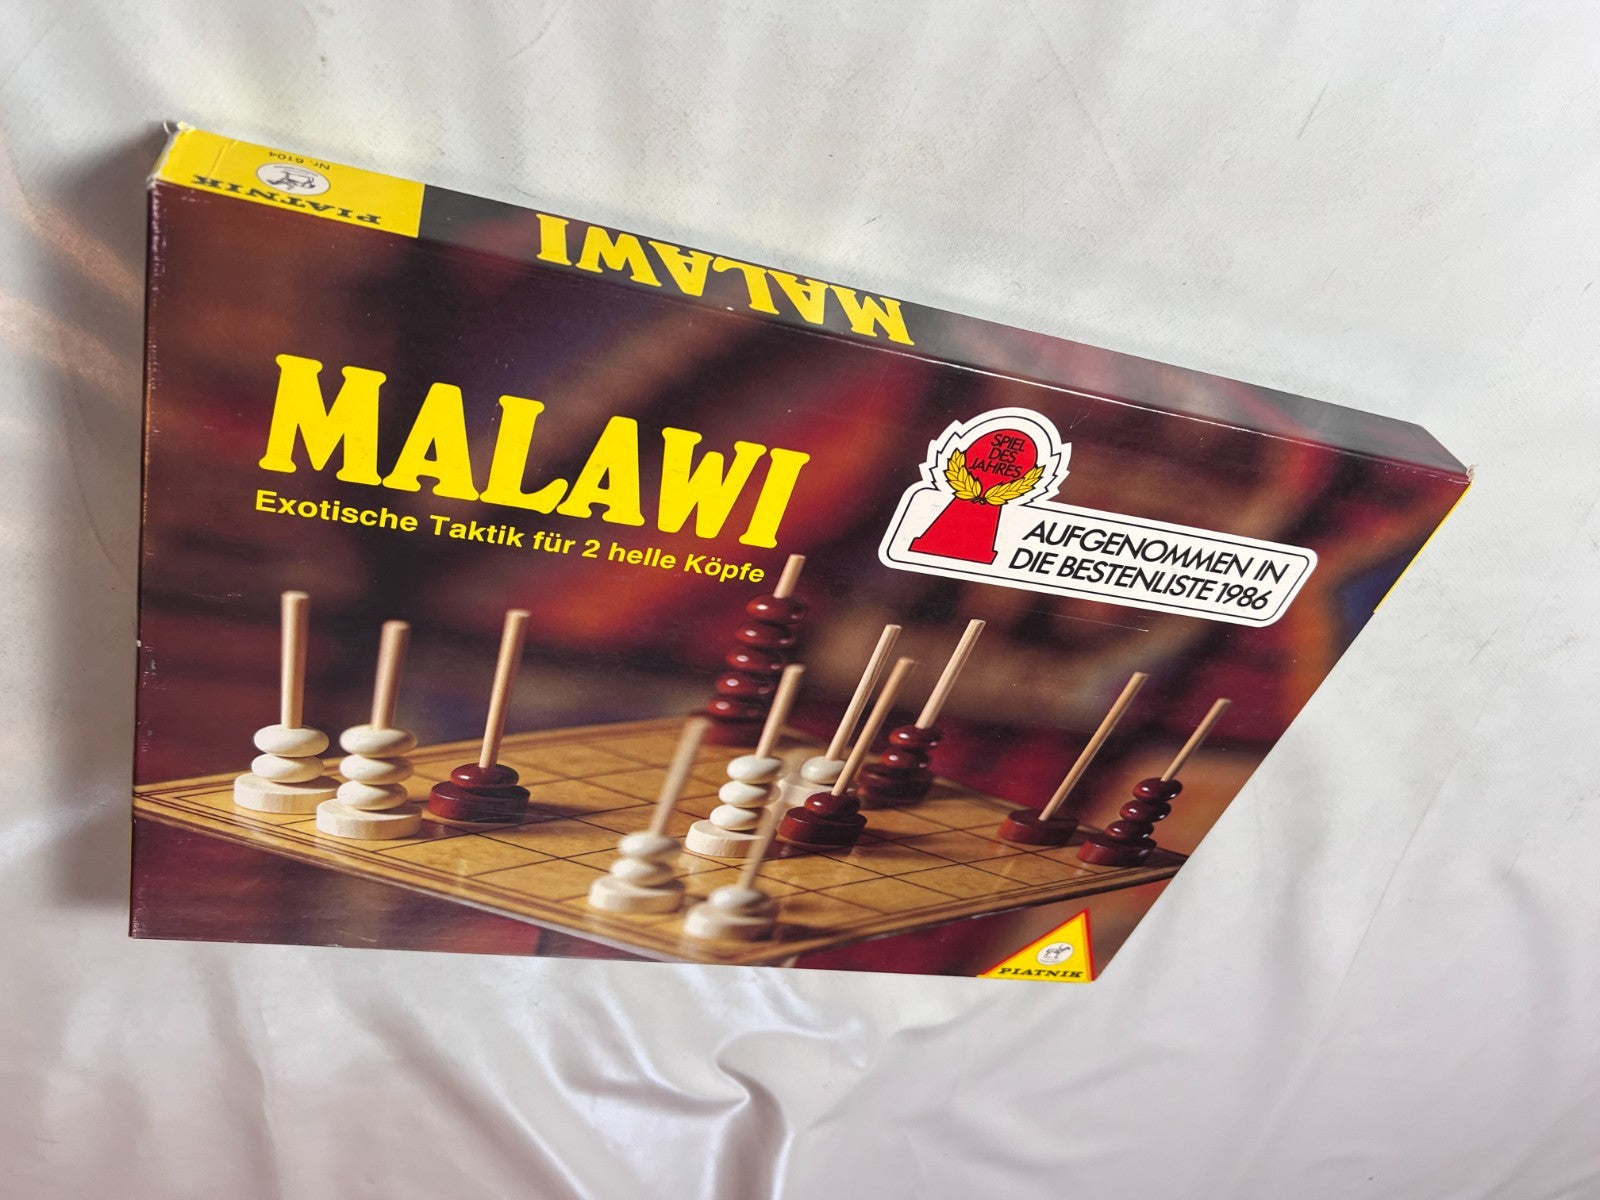 Nr. 6104
PIATNIK
MALAWI
MALAWI
Exotische Taktik für 2 helle Köpfe
SPIEL
DES
JAHRES
AUFGENOMMEN IN
DIE BESTENLISTE 1986
PIATNIK